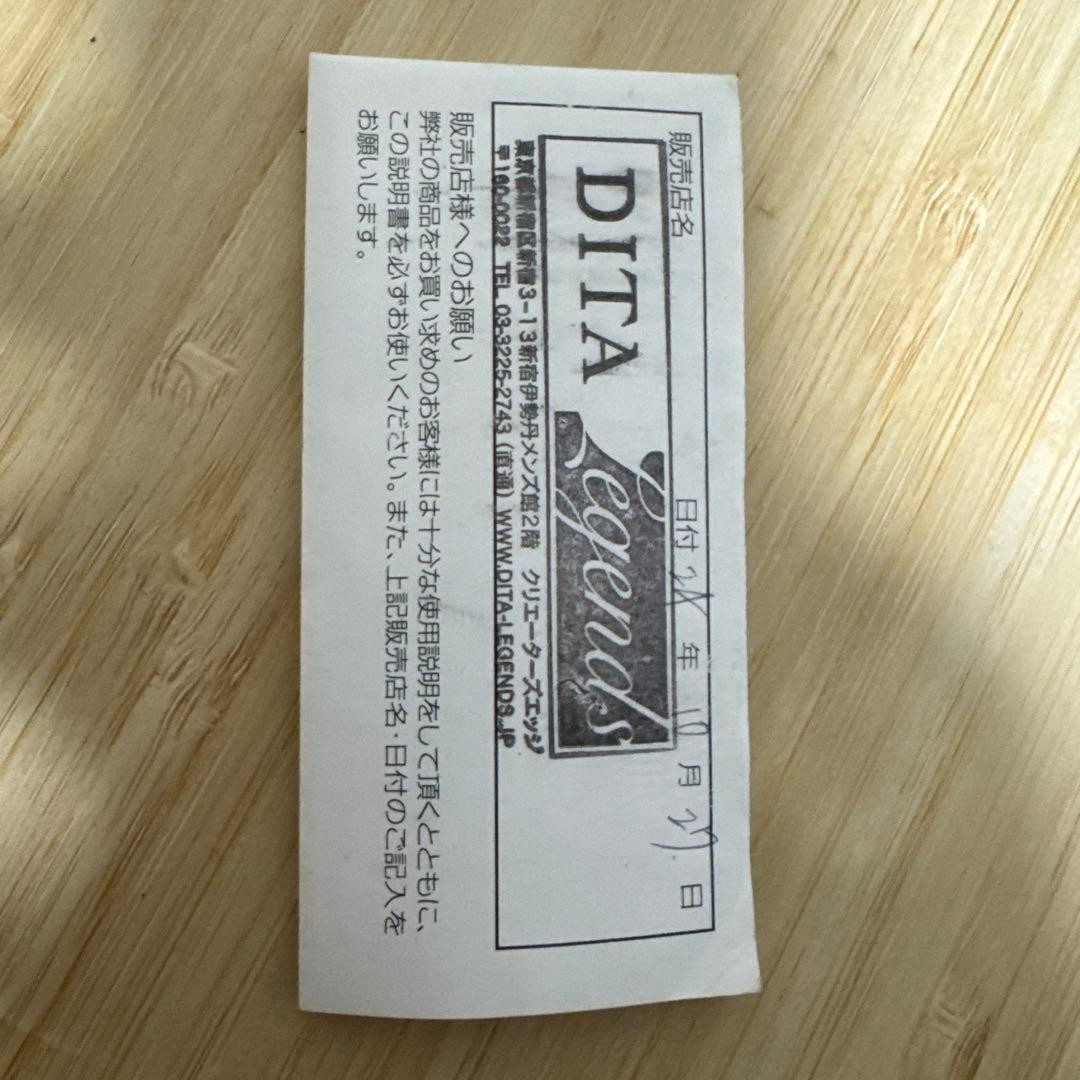 販売店名
日付 年 10 月 27 日
DITA Legends
東京都新宿区新宿3-13新宿伊勢丹メンズ館2階 クリエーターズエッジ
〒160-0022 TEL 03-3225-2743 (直通) WWW.DITA-LEGENDS.JP
販売店様へのお願い
弊社の商品をお買い求めのお客様には十分な使用説明をして頂くとともに、
この説明書を必ずお使いください。また、上記販売店名・日付のご記入を
お願いします。